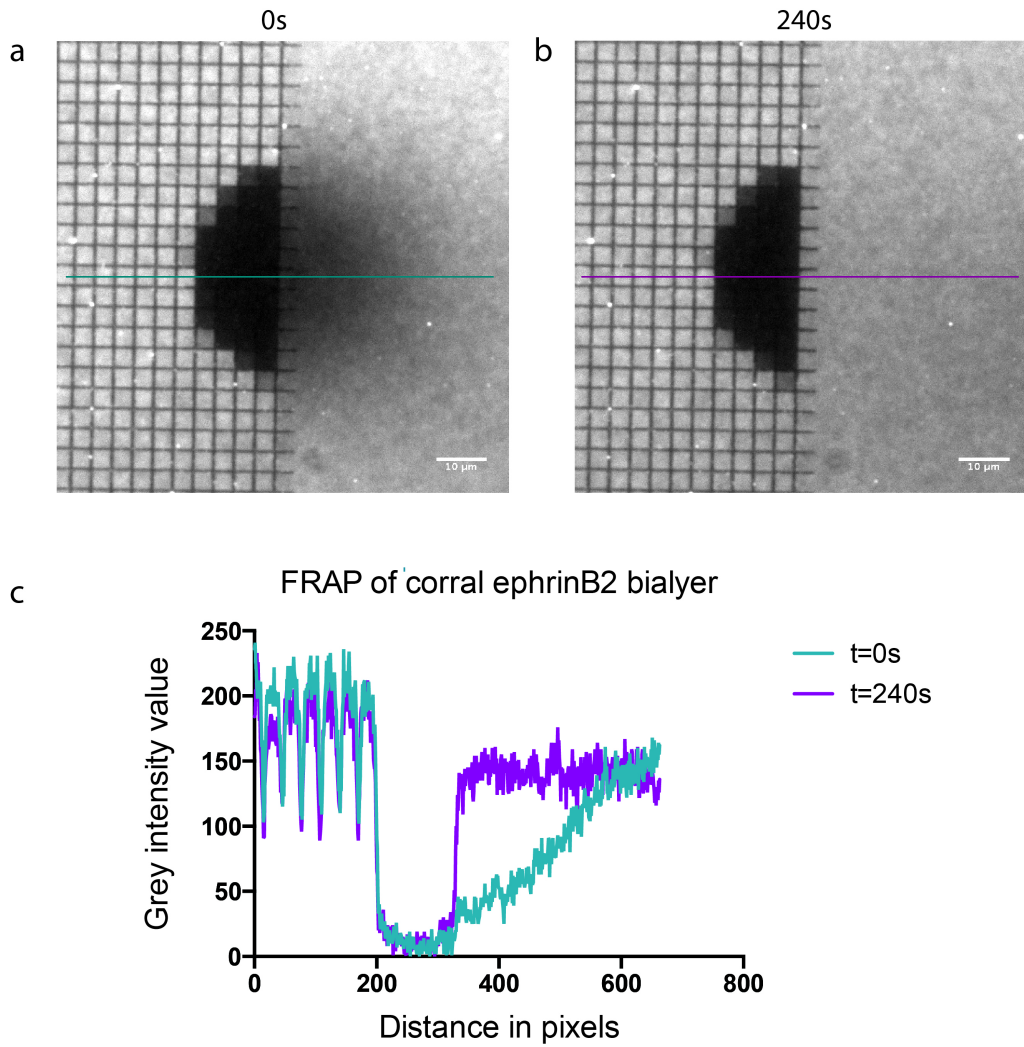 0s
240s
a
b
10 µm
10 µm
c
FRAP of corral ephrinB2 bialyer
250
200
150
100
50
0
Grey intensity value
0
200
400
600
800
Distance in pixels
t=0s
t=240s